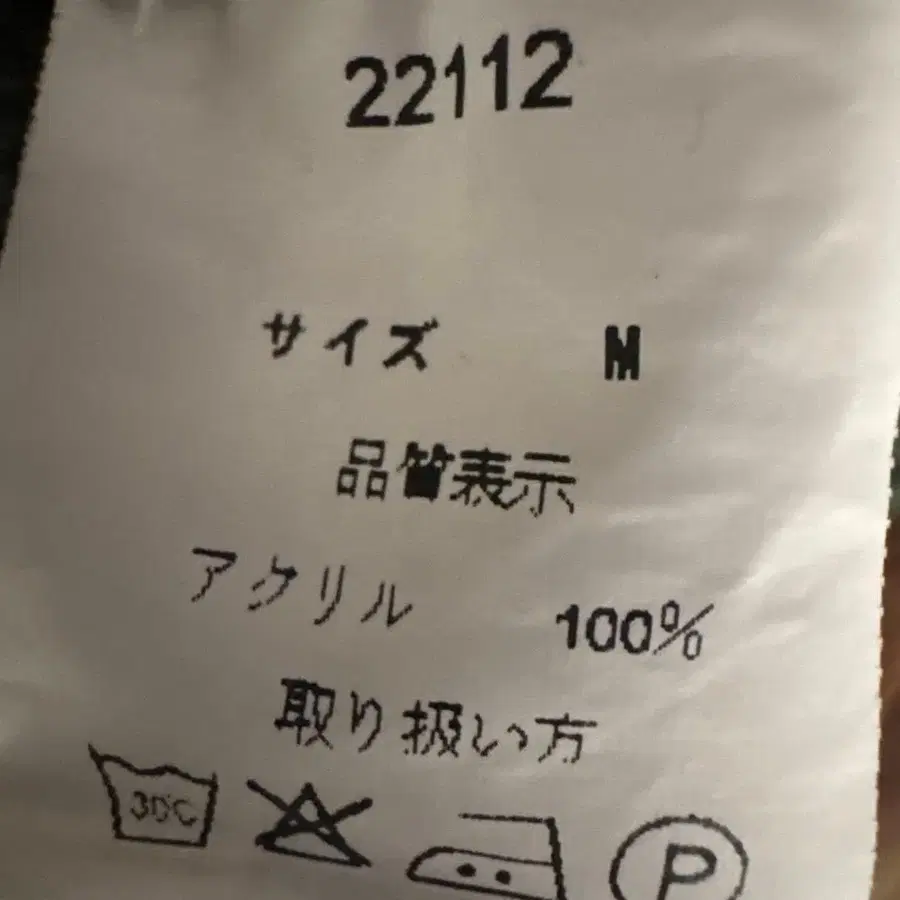 22112
サイズ M
品質表示
アクリル 100%
取り扱い方
30C P